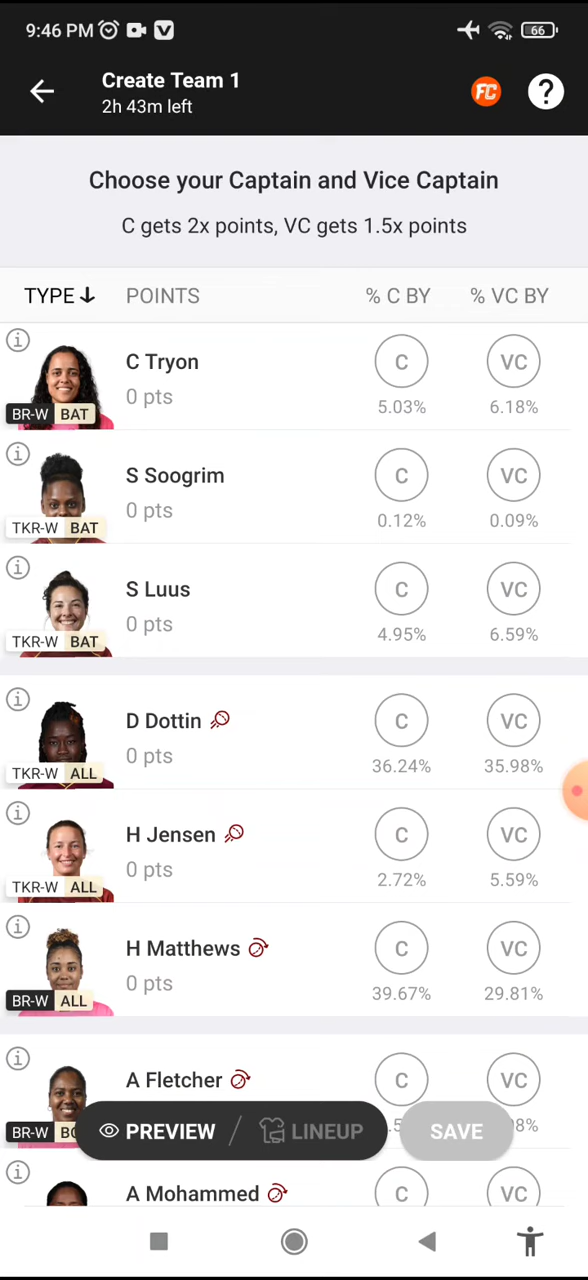 9:46 PM
66
Create Team 1
2h 43m left
FC
?
Choose your Captain and Vice Captain
C gets 2x points, VC gets 1.5x points
TYPE POINTS % C BY % VC BY
C Tryon
0 pts
BR-W BAT
C VC
5.03% 6.18%
S Soogrim
0 pts
TKR-W BAT
C VC
0.12% 0.09%
S Luus
0 pts
TKR-W BAT
C VC
4.95% 6.59%
D Dottin
0 pts
TKR-W ALL
C VC
36.24% 35.98%
H Jensen
0 pts
TKR-W ALL
C VC
2.72% 5.59%
H Matthews
0 pts
BR-W ALL
C VC
39.67% 29.81%
A Fletcher
BR-W
C VC
PREVIEW / LINEUP SAVE
A Mohammed
C VC